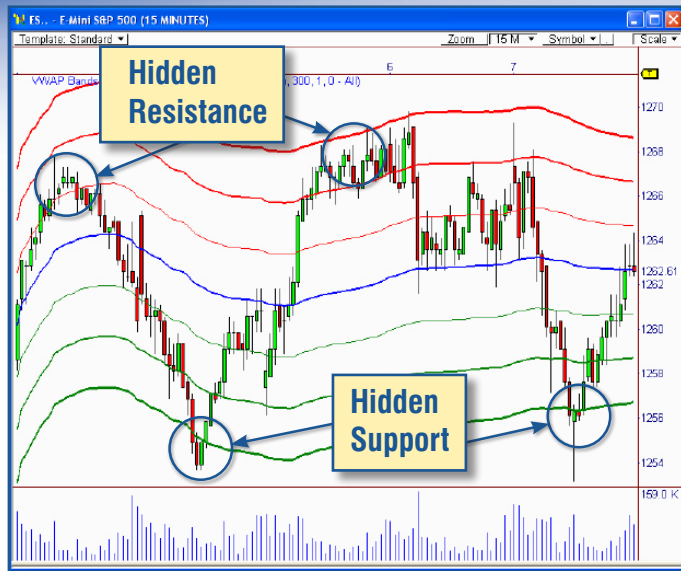 ES.. - E-Mini S&P 500 (15 MINUTES)
Template: Standard
Zoom
15 M
Symbol
Scale
6
7
VWAP Bands
, 300, 1, 0 - All)
T
Hidden
Resistance
1270
1268
1266
1264
1262.61
1262
1260
1258
1256
1254
Hidden
Support
159.0 K